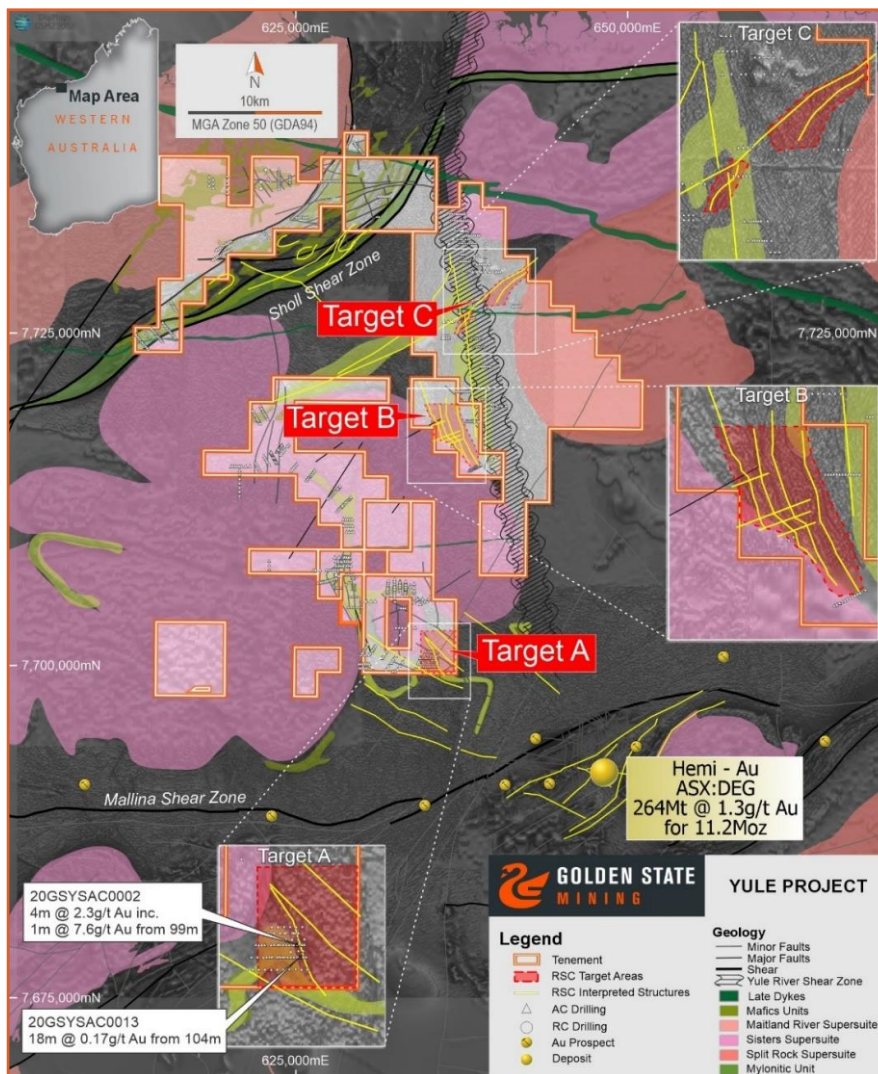 625,000mE
650,000mE
Map Area
WESTERN
AUSTRALIA
N
10km
MGA Zone 50 (GDA94)
Target C
Sholl Shear Zone
Target C
7,725,000mN
7,725,000mN
Target B
Target B
Target A
7,700,000mN
Hemi - Au
ASX:DEG
264Mt @ 1.3g/t Au
for 11.2Moz
Mallina Shear Zone
Target A
20GSYSAC0002
4m @ 2.3g/t Au inc.
1m @ 7.6g/t Au from 99m
7,675,000mN
20GSYSAC0013
18m @ 0.17g/t Au from 104m
625,000mE
GOLDEN STATE
MINING
YULE PROJECT
Legend
Tenement
RSC Target Areas
RSC Interpreted Structures
AC Drilling
RC Drilling
Au Prospect
Deposit
Geology
Minor Faults
Major Faults
Shear
Yule River Shear Zone
Late Dykes
Mafics Units
Maitland River Supersuite
Sisters Supersuite
Split Rock Supersuite
Mylonitic Unit